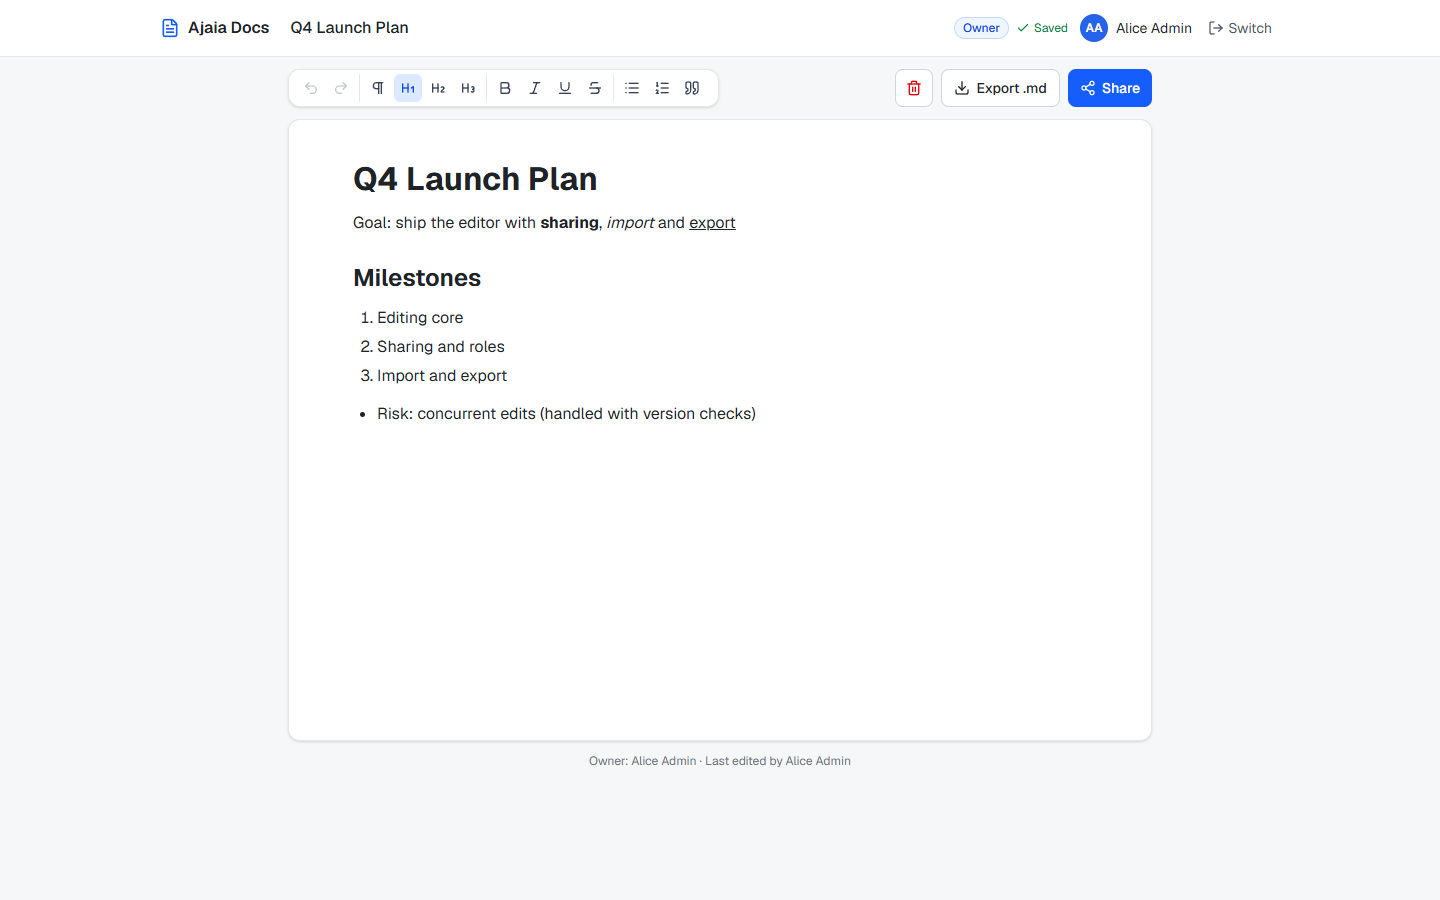 Ajaia Docs Q4 Launch Plan Owner Saved AA Alice Admin Switch
H1 H2 H3 B I U S Export .md Share
Q4 Launch Plan
Goal: ship the editor with sharing, import and export
Milestones
1. Editing core
2. Sharing and roles
3. Import and export
• Risk: concurrent edits (handled with version checks)
Owner: Alice Admin · Last edited by Alice Admin